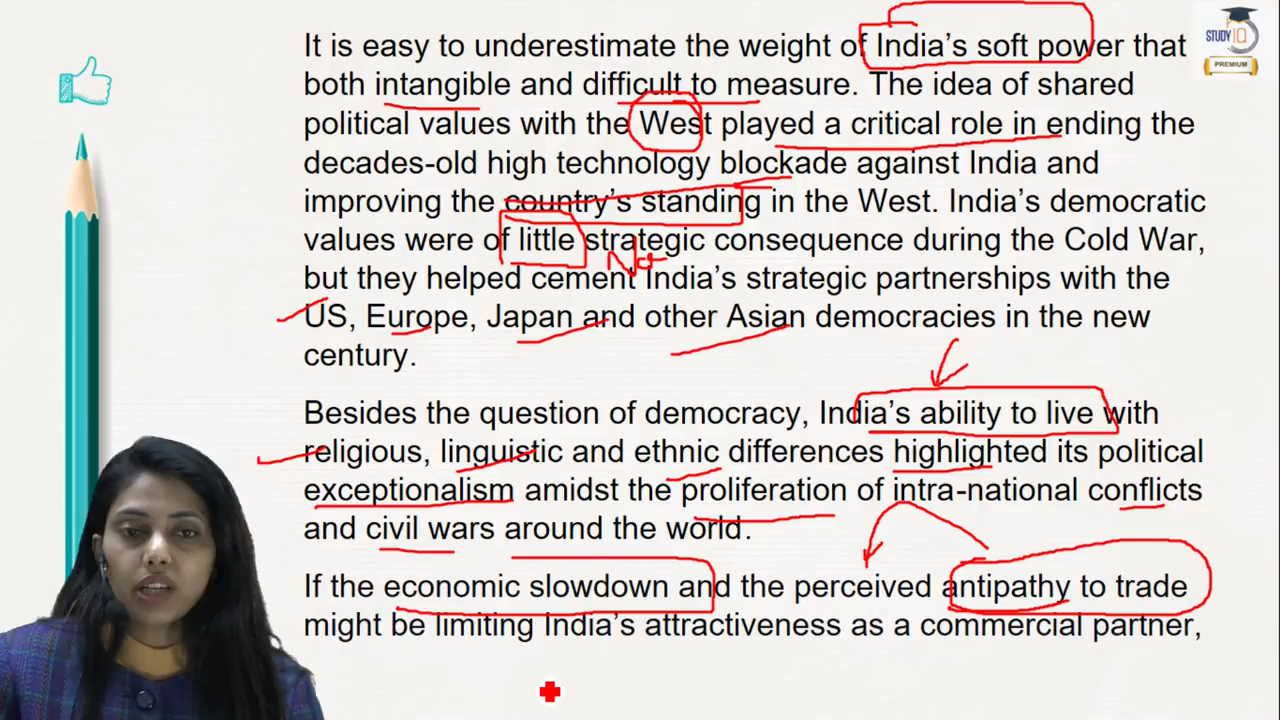 It is easy to underestimate the weight of India's soft power that
both intangible and difficult to measure. The idea of shared
political values with the West played a critical role in ending the
decades-old high technology blockade against India and
improving the country's standing in the West. India's democratic
values were of little strategic consequence during the Cold War,
but they helped cement India's strategic partnerships with the
US, Europe, Japan and other Asian democracies in the new
century.
Besides the question of democracy, India's ability to live with
religious, linguistic and ethnic differences highlighted its political
exceptionalism amidst the proliferation of intra-national conflicts
and civil wars around the world.
If the economic slowdown and the perceived antipathy to trade
might be limiting India's attractiveness as a commercial partner,
STUDY IQ
PREMIUM